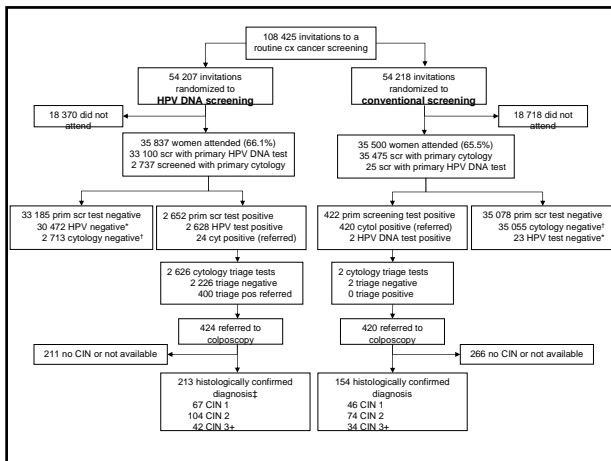 108 425 invitations to a
routine cx cancer screening
54 207 invitations
randomized to
HPV DNA screening
54 218 invitations
randomized to
conventional screening
18 370 did not
attend
18 718 did not
attend
35 837 women attended (66.1%)
33 100 scr with primary HPV DNA test
2 737 screened with primary cytology
35 500 women attended (65.5%)
35 475 scr with primary cytology
25 scr with primary HPV DNA test
33 185 prim scr test negative
30 472 HPV negative*
2 713 cytology negative†
2 652 prim scr test positive
2 628 HPV test positive
24 cyt positive (referred)
422 prim screening test positive
420 cytol positive (referred)
2 HPV DNA test positive
35 078 prim scr test negative
35 055 cytology negative†
23 HPV test negative*
2 626 cytology triage tests
2 226 triage negative
400 triage pos referred
2 cytology triage tests
2 triage negative
0 triage positive
424 referred to
colposcopy
420 referred to
colposcopy
211 no CIN or not available
266 no CIN or not available
213 histologically confirmed
diagnosis‡
67 CIN 1
104 CIN 2
42 CIN 3+
154 histologically confirmed
diagnosis
46 CIN 1
74 CIN 2
34 CIN 3+